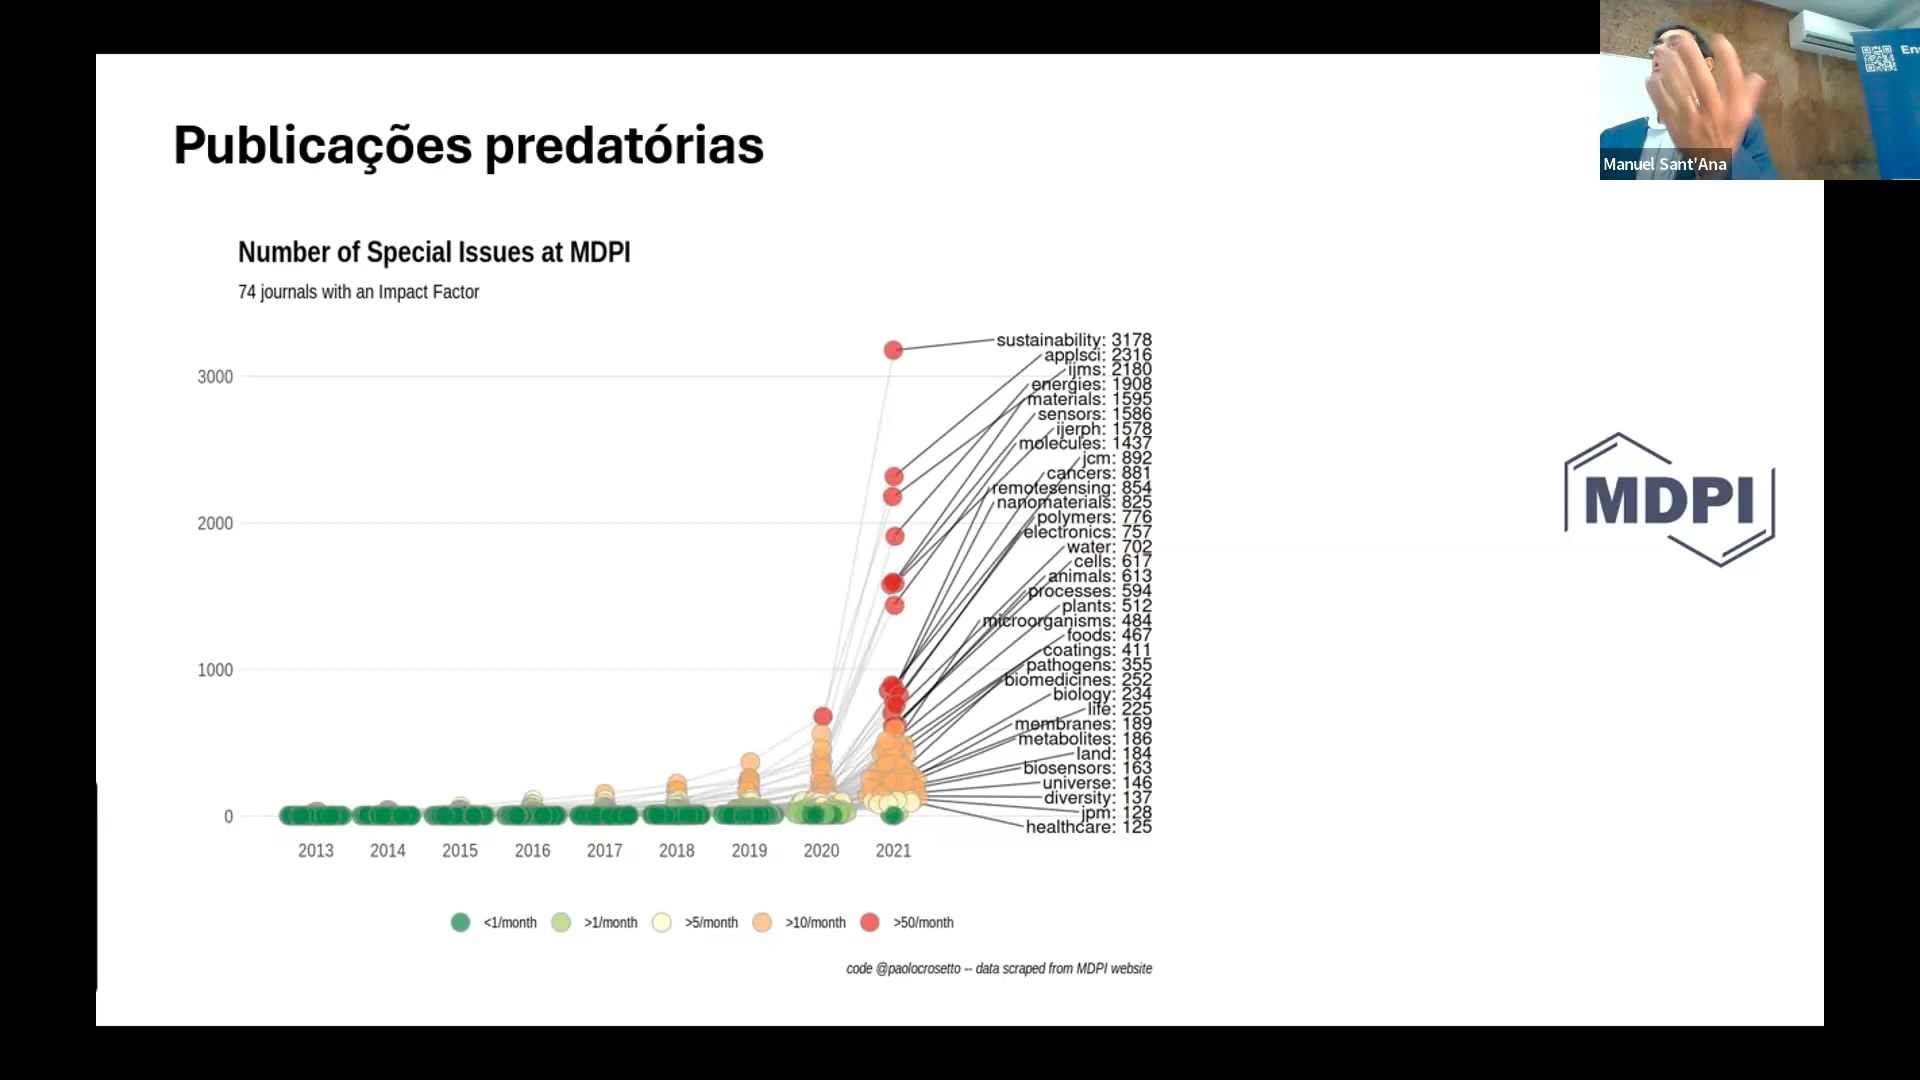 Publicações predatórias
En
Manuel Sant'Ana
Number of Special Issues at MDPI
74 journals with an Impact Factor
3000
2000
1000
0
sustainability: 3178
applsci: 2316
ijms: 2180
energies: 1908
materials: 1595
sensors: 1586
ijerph: 1578
molecules: 1437
jcm: 892
cancers: 881
remotesensing: 854
nanomaterials: 825
polymers: 776
electronics: 757
water: 702
cells: 617
animals: 613
processes: 594
plants: 512
microorganisms: 484
foods: 467
coatings: 411
pathogens: 355
biomedicines: 252
biology: 234
life: 225
membranes: 189
metabolites: 186
land: 184
biosensors: 163
universe: 146
diversity: 137
jpm: 128
healthcare: 125
MDPI
2013 2014 2015 2016 2017 2018 2019 2020 2021
<1/month >1/month >5/month >10/month >50/month
code @paolocrosetto -- data scraped from MDPI website